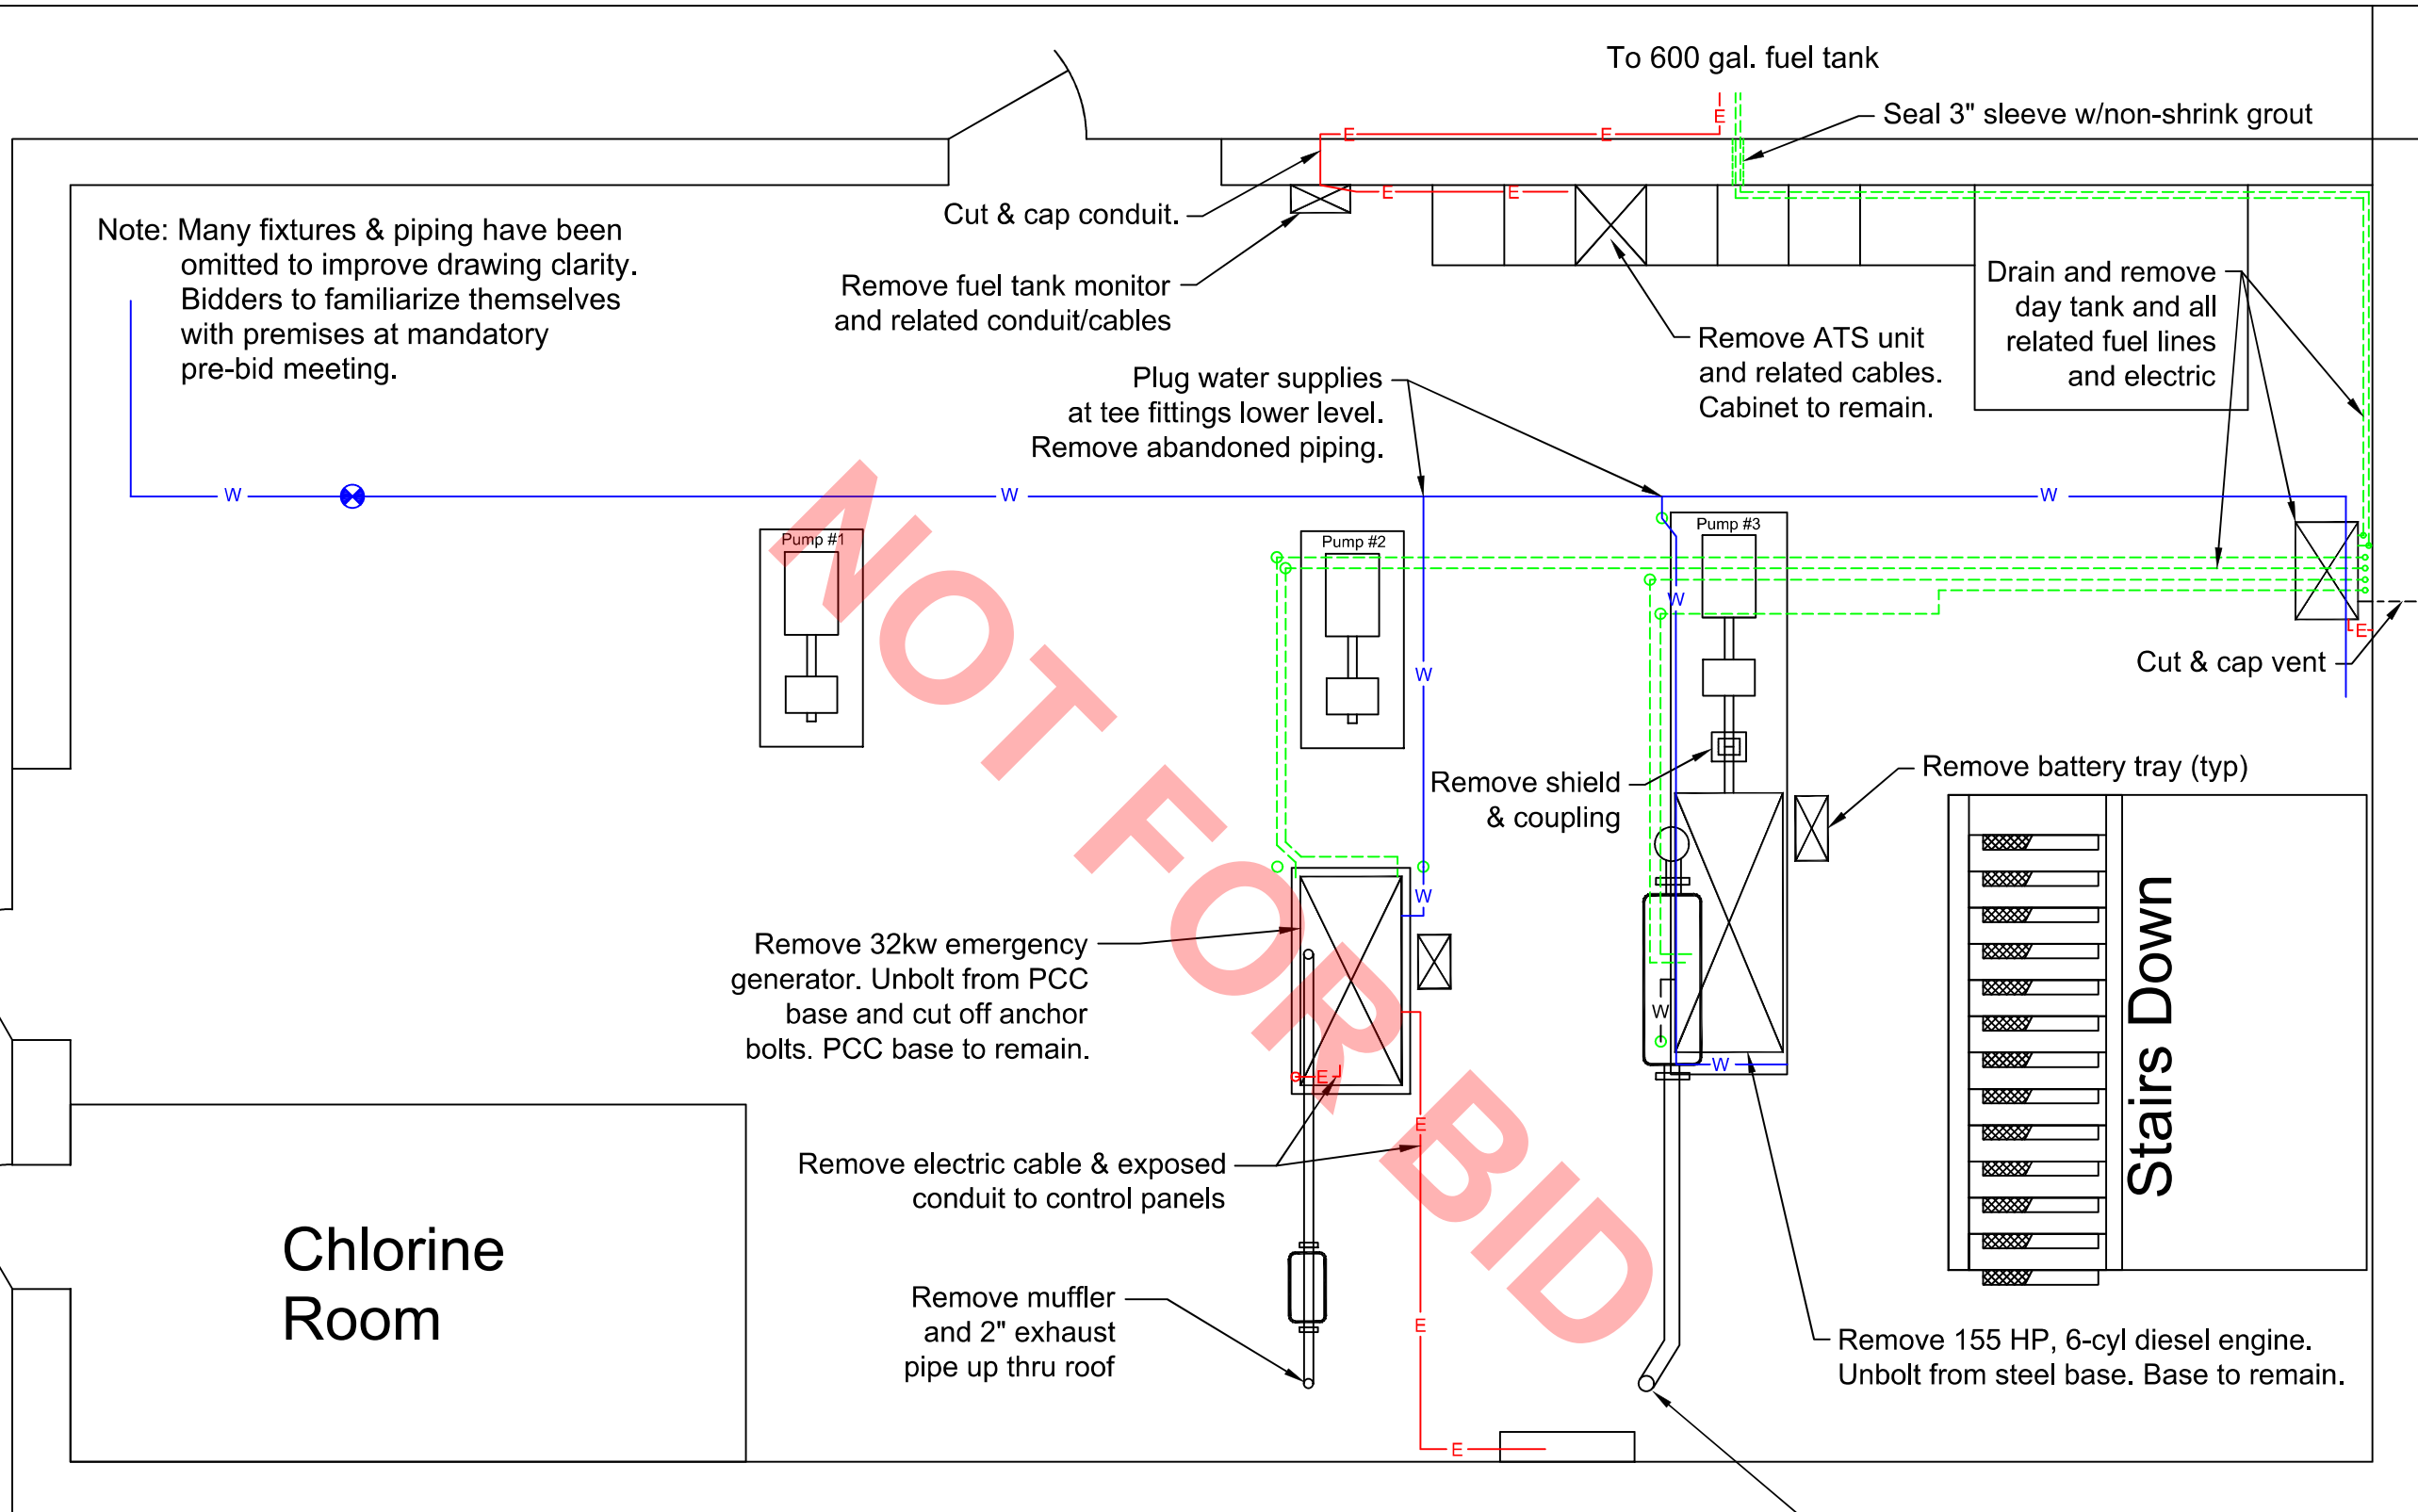 To 600 gal. fuel tank
Seal 3" sleeve w/non-shrink grout
E
E
E
Cut & cap conduit.
E
E
Note: Many fixtures & piping have been
omitted to improve drawing clarity.
Bidders to familiarize themselves
with premises at mandatory
pre-bid meeting.
Remove fuel tank monitor
and related conduit/cables
Drain and remove
day tank and all
related fuel lines
and electric
Remove ATS unit
and related cables.
Cabinet to remain.
Plug water supplies
at tee fittings lower level.
Remove abandoned piping.
W
W
W
Pump #1
Pump #2
Pump #3
W
E
Cut & cap vent
W
NOT FOR BID
Remove shield
& coupling
Remove battery tray (typ)
W
Remove 32kw emergency
generator. Unbolt from PCC
base and cut off anchor
bolts. PCC base to remain.
W
W
E
E
Stairs Down
Remove electric cable & exposed
conduit to control panels
Chlorine
Room
Remove muffler
and 2" exhaust
pipe up thru roof
E
Remove 155 HP, 6-cyl diesel engine.
Unbolt from steel base. Base to remain.
E